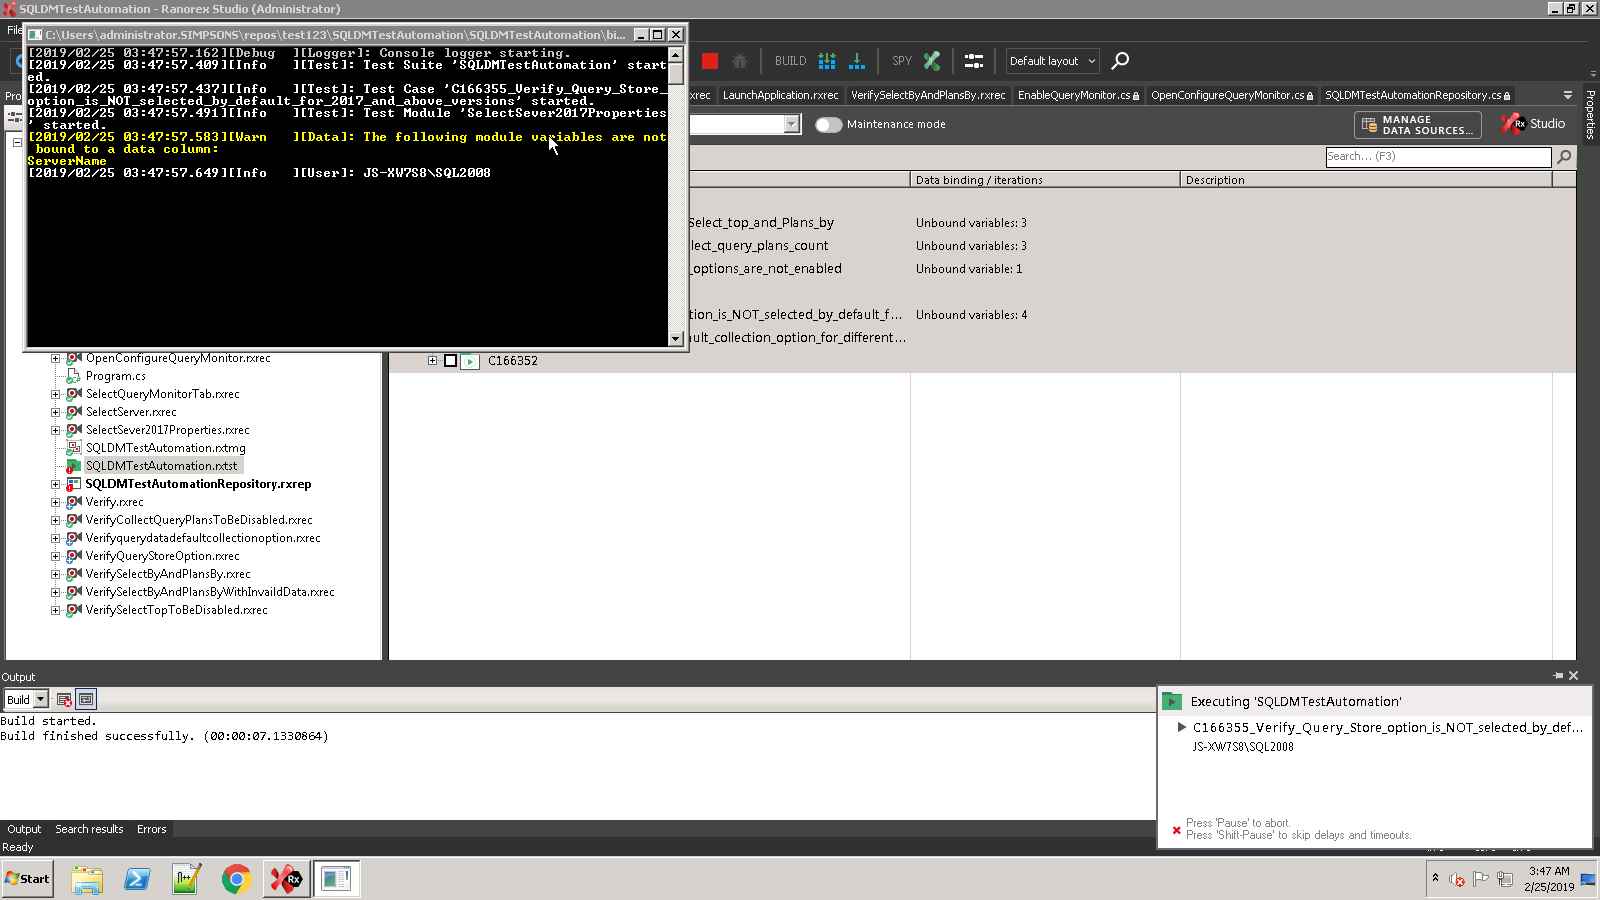 SQLDMTestAutomation - Ranorex Studio (Administrator)
C:\Users\administrator.SIMPSONS\repos\test123\SQLDMTestAutomation\SQLDMTestAutomation\bi...
[2019/02/25 03:47:57.162][Debug   ][Logger]: Console logger starting.
[2019/02/25 03:47:57.409][Info    ][Test]: Test Suite 'SQLDMTestAutomation' start
ed.
[2019/02/25 03:47:57.437][Info    ][Test]: Test Case 'C166355_Verify_Query_Store_
option_is_NOT_selected_by_default_for_2017_and_above_versions' started.
[2019/02/25 03:47:57.491][Info    ][Test]: Test Module 'SelectSever2017Properties
' started.
[2019/02/25 03:47:57.583][Warn    ][Data]: The following module variables are not
 bound to a data column:
ServerName
[2019/02/25 03:47:57.649][Info    ][User]: JS-XW7S8\SQL2008
File
BUILD
SPY
Default layout
rxrec
LaunchApplication.rxrec
VerifySelectByAndPlansBy.rxrec
EnableQueryMonitor.cs
OpenConfigureQueryMonitor.cs
SQLDMTestAutomationRepository.cs
Properties
Pro
Maintenance mode
MANAGE
DATA SOURCES...
Rx Studio
Search... (F3)
Data binding / iterations
Description
Select_top_and_Plans_by
Unbound variables: 3
lect_query_plans_count
Unbound variables: 3
_options_are_not_enabled
Unbound variable: 1
tion_is_NOT_selected_by_default_f...
Unbound variables: 4
ult_collection_option_for_different...
C166352
OpenConfigureQueryMonitor.rxrec
Program.cs
SelectQueryMonitorTab.rxrec
SelectServer.rxrec
SelectSever2017Properties.rxrec
SQLDMTestAutomation.rxtmg
SQLDMTestAutomation.rxtst
SQLDMTestAutomationRepository.rxrep
Verify.rxrec
VerifyCollectQueryPlansToBeDisabled.rxrec
Verifyquerydatadefaultcollectionoption.rxrec
VerifyQueryStoreOption.rxrec
VerifySelectByAndPlansBy.rxrec
VerifySelectByAndPlansByWithInvaildData.rxrec
VerifySelectTopToBeDisabled.rxrec
Output
Build
Build started.
Build finished successfully. (00:00:07.1330864)
Executing 'SQLDMTestAutomation'
C166355_Verify_Query_Store_option_is_NOT_selected_by_def...
JS-XW7S8\SQL2008
Press 'Pause' to abort.
Press 'Shift-Pause' to skip delays and timeouts.
Output
Search results
Errors
Ready
Start
3:47 AM
2/25/2019